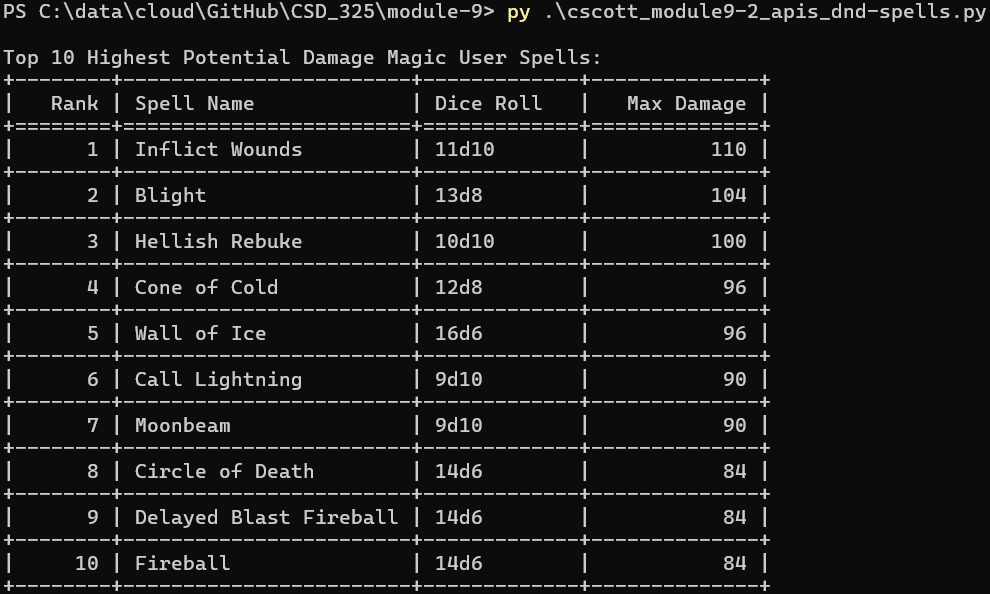 PS C:\data\cloud\GitHub\CSD_325\module-9> py .\cscott_module9-2_apis_dnd-spells.py
Top 10 Highest Potential Damage Magic User Spells:
+--------+------------------------+-------------+--------------+
|   Rank | Spell Name             | Dice Roll   |   Max Damage |
+========+========================+=============+==============+
|      1 | Inflict Wounds         | 11d10       |          110 |
+--------+------------------------+-------------+--------------+
|      2 | Blight                 | 13d8        |          104 |
+--------+------------------------+-------------+--------------+
|      3 | Hellish Rebuke         | 10d10       |          100 |
+--------+------------------------+-------------+--------------+
|      4 | Cone of Cold           | 12d8        |           96 |
+--------+------------------------+-------------+--------------+
|      5 | Wall of Ice            | 16d6        |           96 |
+--------+------------------------+-------------+--------------+
|      6 | Call Lightning         | 9d10        |           90 |
+--------+------------------------+-------------+--------------+
|      7 | Moonbeam               | 9d10        |           90 |
+--------+------------------------+-------------+--------------+
|      8 | Circle of Death        | 14d6        |           84 |
+--------+------------------------+-------------+--------------+
|      9 | Delayed Blast Fireball | 14d6        |           84 |
+--------+------------------------+-------------+--------------+
|     10 | Fireball               | 14d6        |           84 |
+--------+------------------------+-------------+--------------+